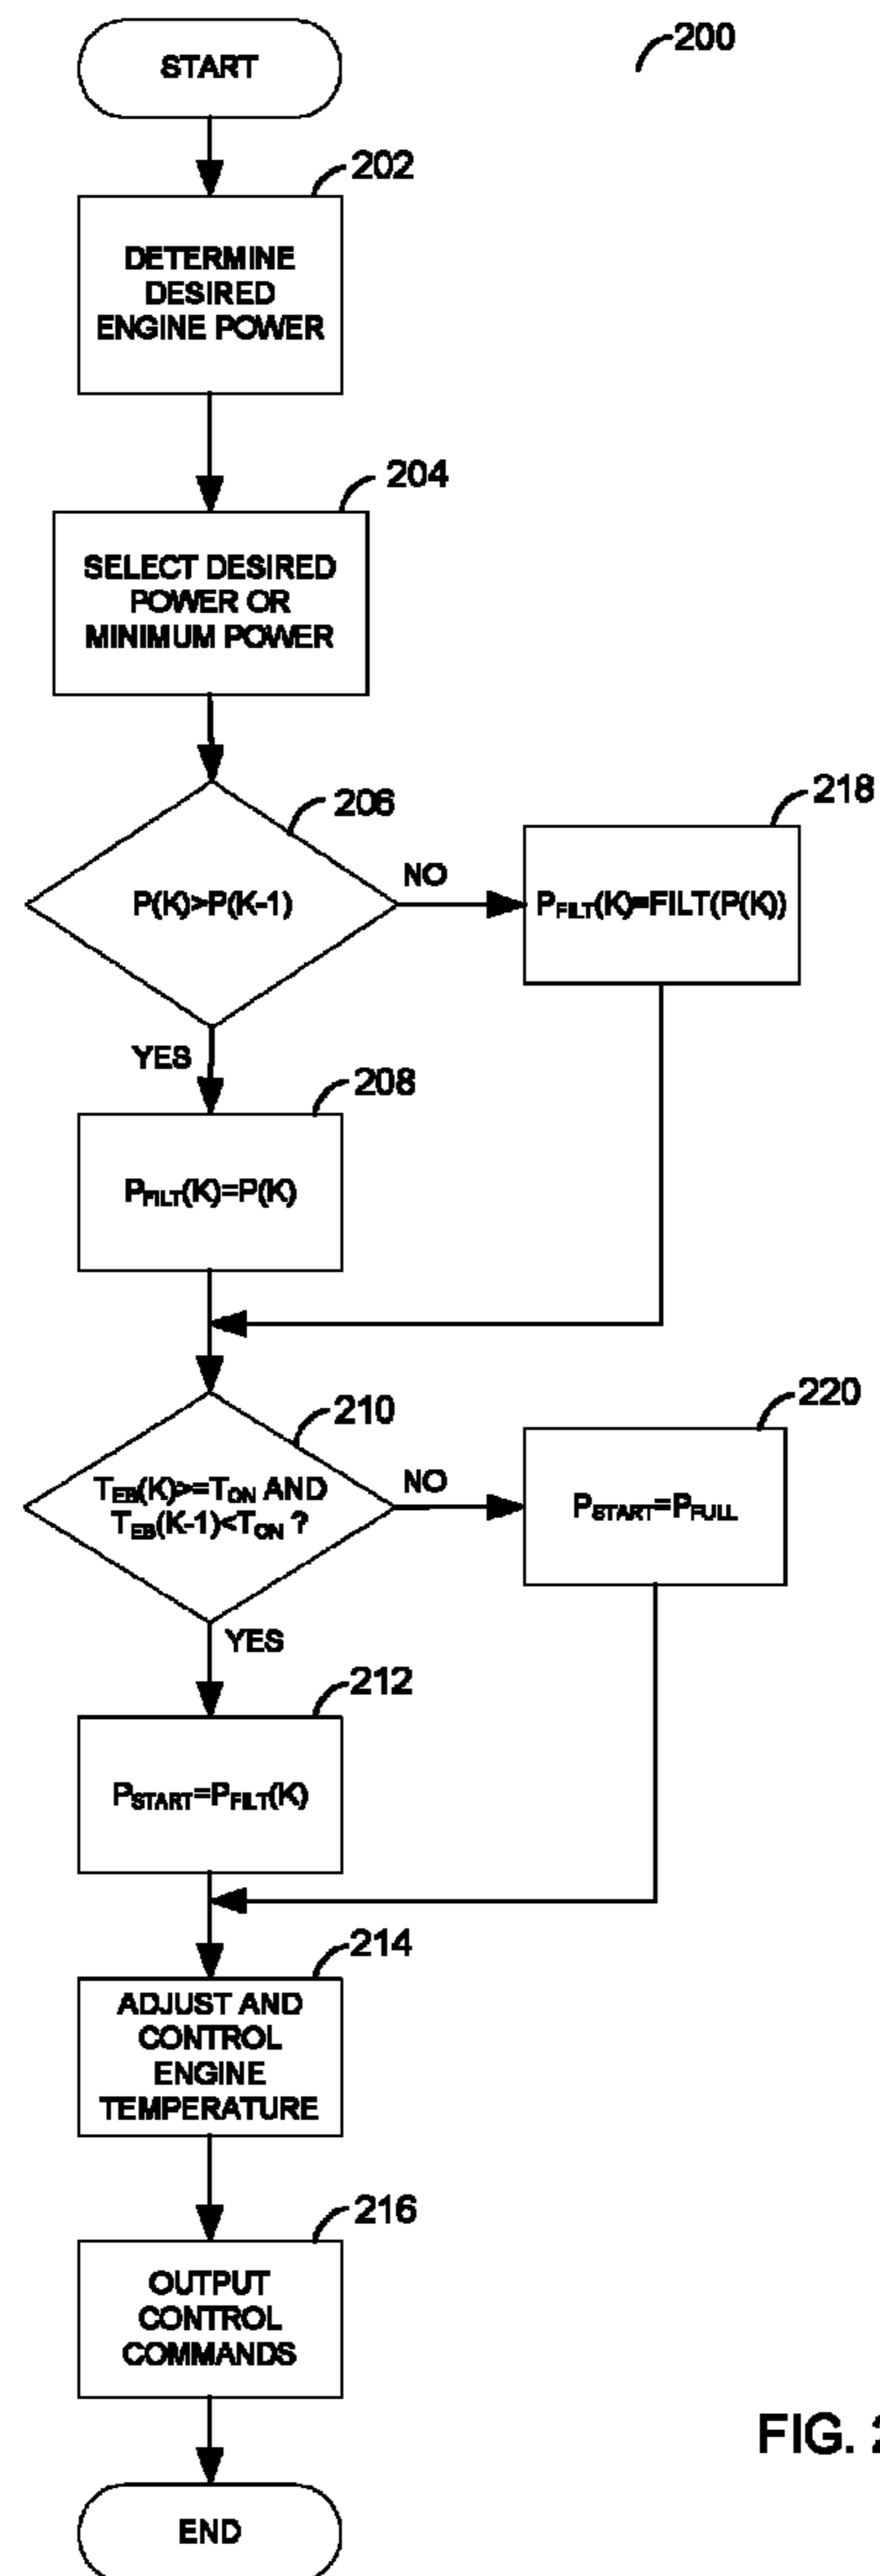 START
200
202
DETERMINE
DESIRED
ENGINE POWER
204
SELECT DESIRED
POWER OR
MINIMUM POWER
206
P(K)>P(K-1)
NO
218
PFILT(K)=FILT(P(K))
YES
208
PFILT(K)=P(K)
210
TEB(K)>=TON AND
TEB(K-1)<TON ?
NO
220
PSTART=PFULL
YES
212
PSTART=PFILT(K)
214
ADJUST AND
CONTROL
ENGINE
TEMPERATURE
216
OUTPUT
CONTROL
COMMANDS
FIG.
END